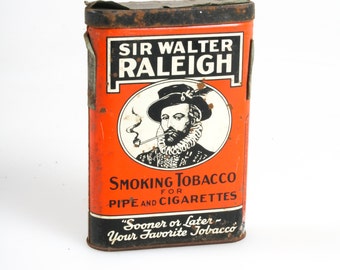 SIR WALTER
RALEIGH
SMOKING TOBACCO
FOR
PIPE AND CIGARETTES
"Sooner or Later~
Your Favorite Tobacco"